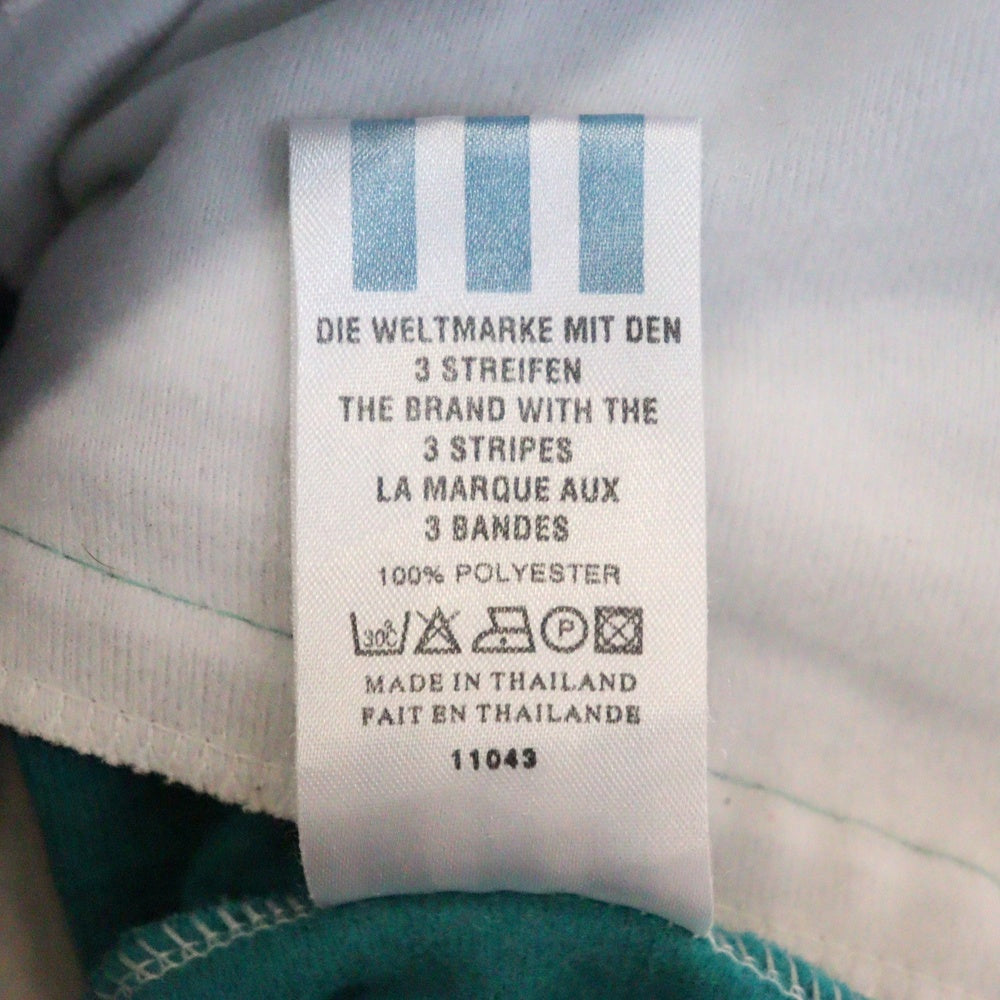 DIE WELTMARKE MIT DEN
3 STREIFEN
THE BRAND WITH THE
3 STRIPES
LA MARQUE AUX
3 BANDES
100% POLYESTER
30°C P
MADE IN THAILAND
FAIT EN THAILANDE
11043